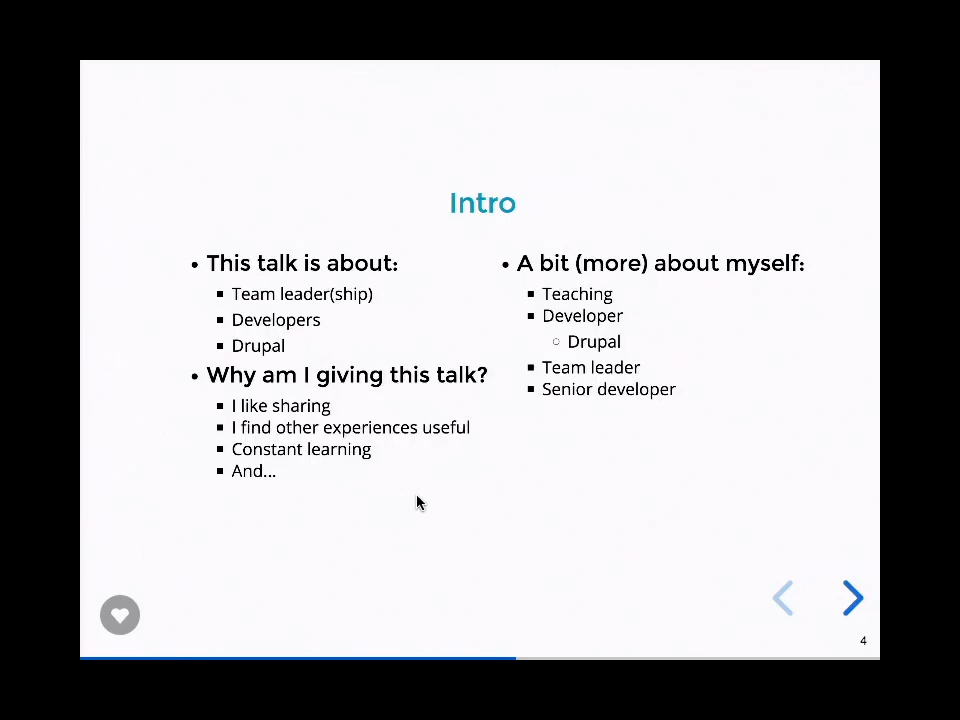 Intro
• This talk is about:
▪ Team leader(ship)
▪ Developers
▪ Drupal
• Why am I giving this talk?
▪ I like sharing
▪ I find other experiences useful
▪ Constant learning
▪ And...
• A bit (more) about myself:
▪ Teaching
▪ Developer
○ Drupal
▪ Team leader
▪ Senior developer
4